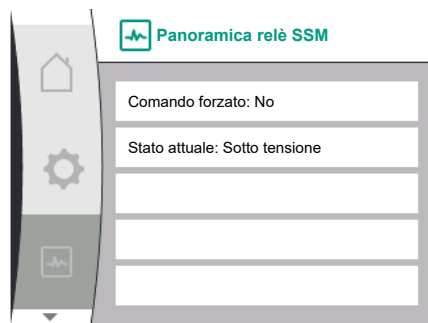 Panoramica relè SSM
Comando forzato: No
Stato attuale: Sotto tensione